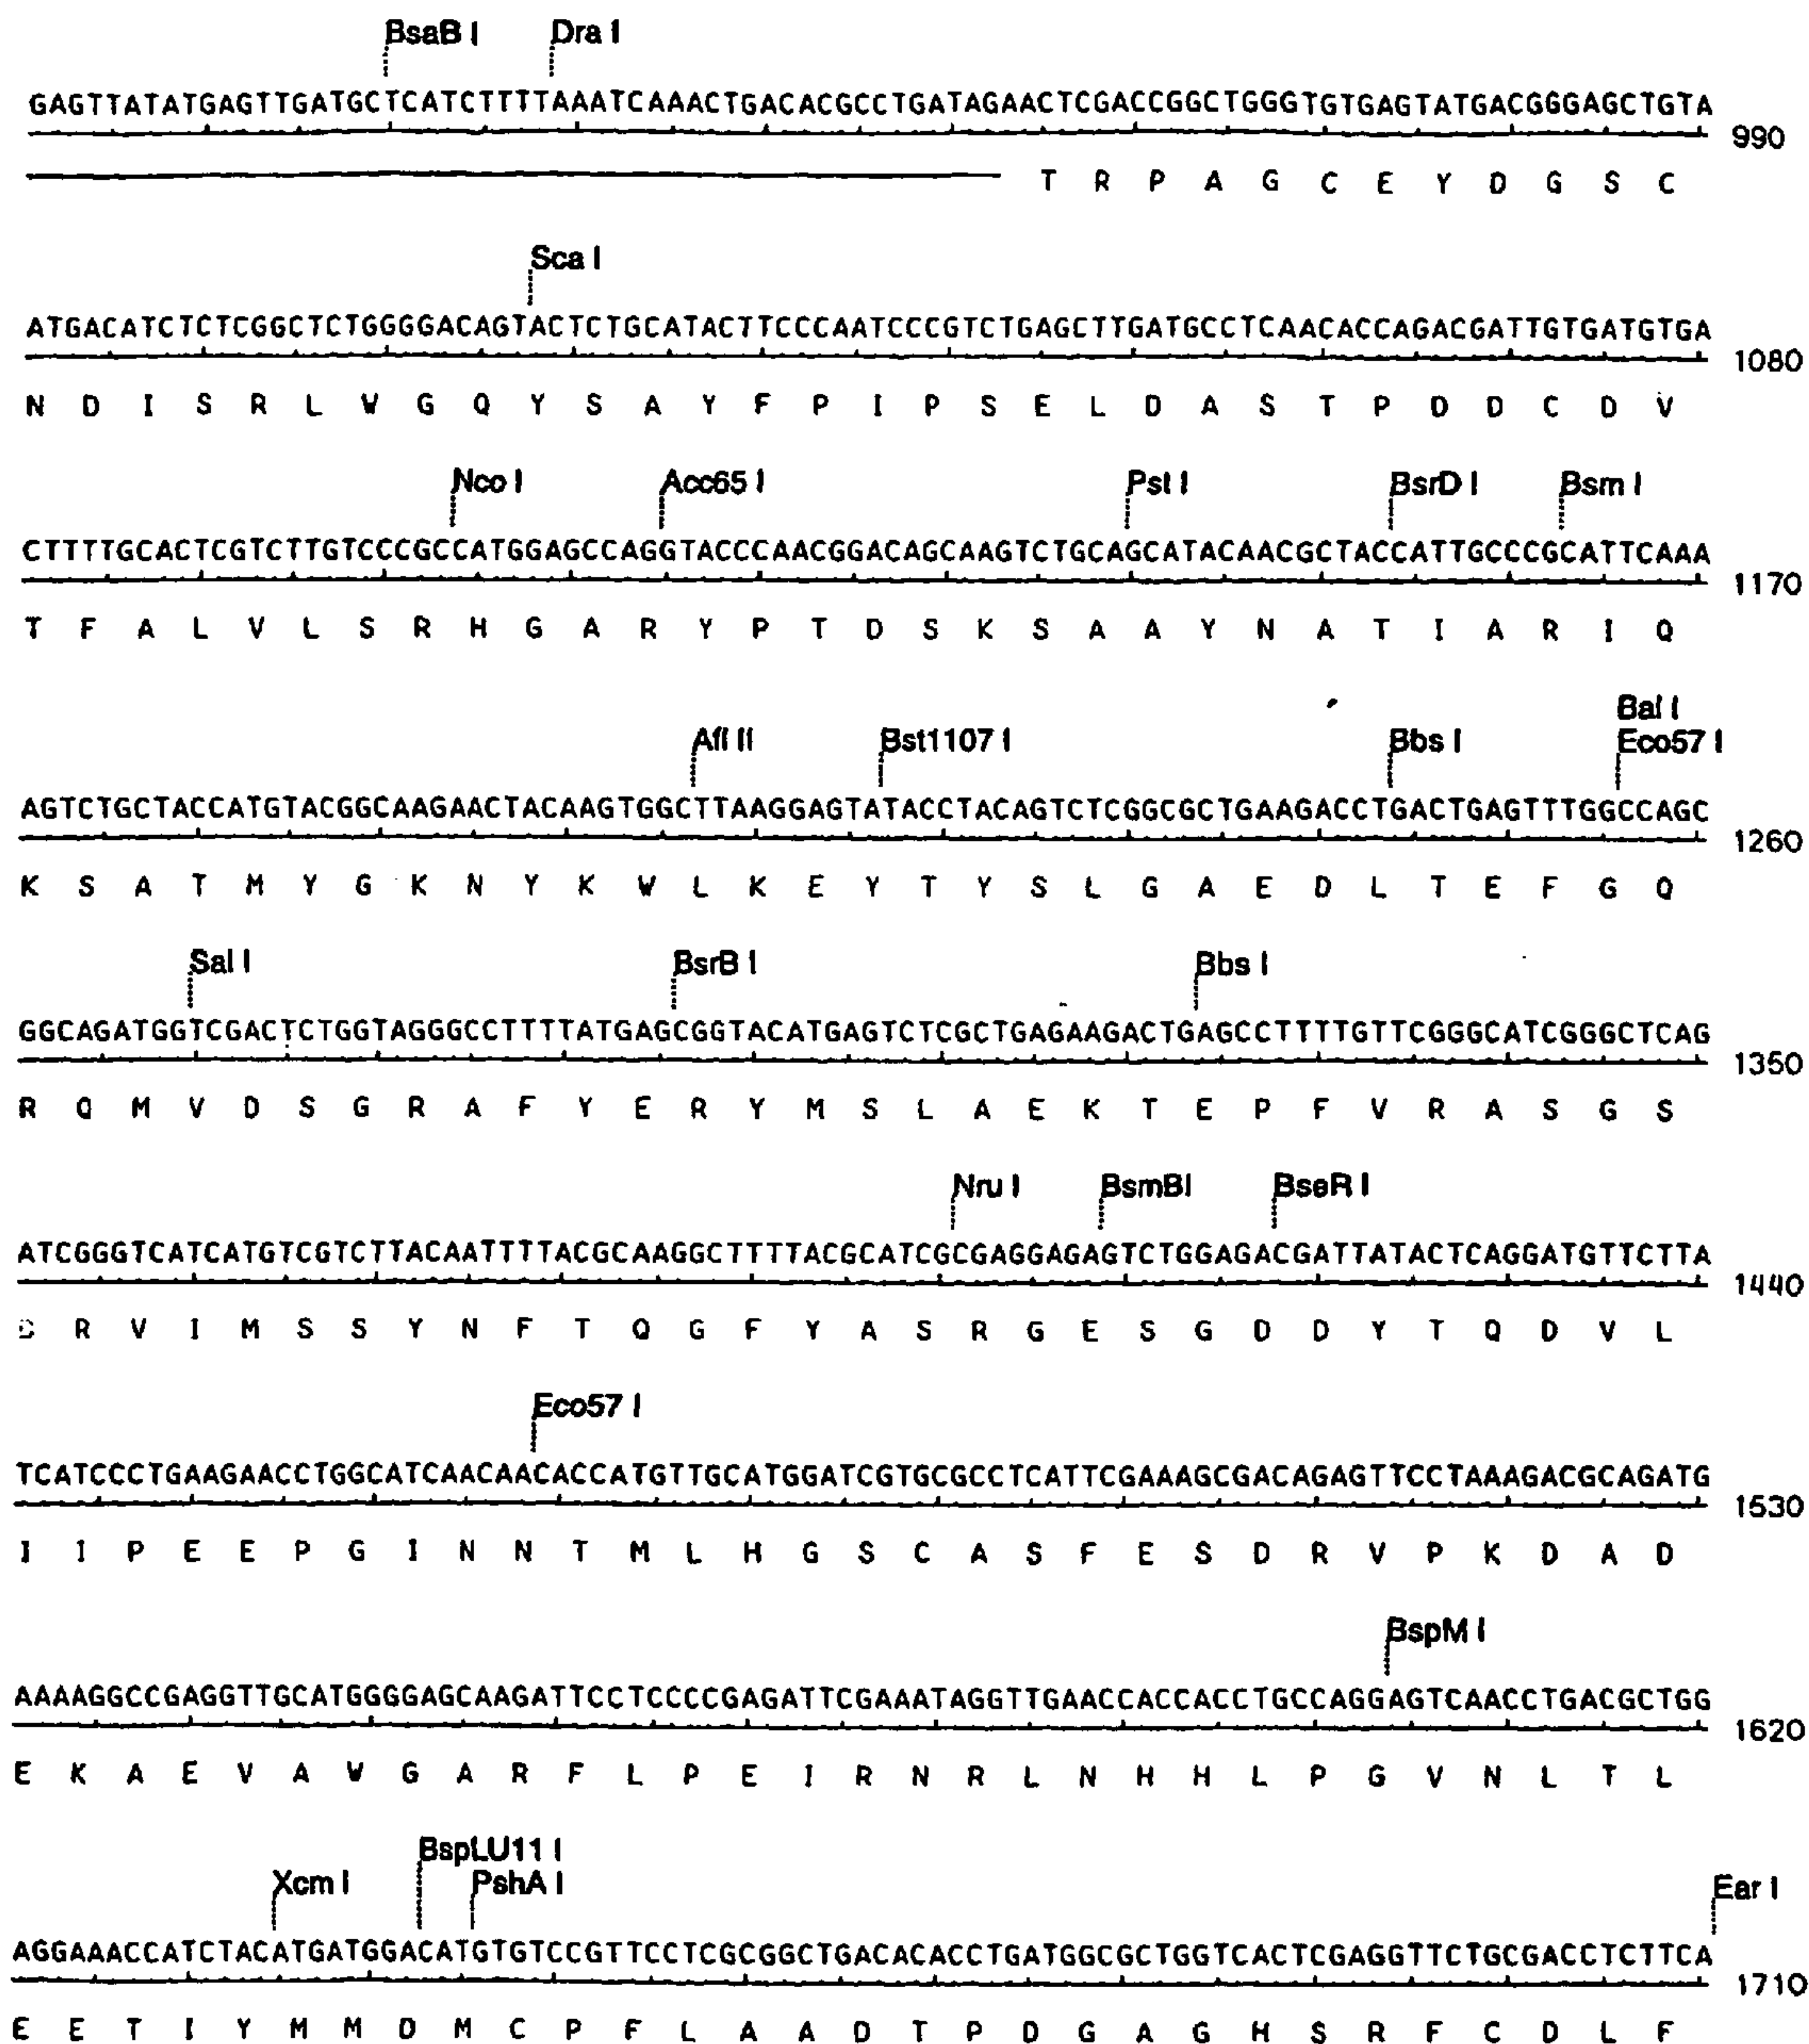 BsaB I Dra I
GAGTTATATGAGTTGATGCTCATCTTTTAAATCAAACTGACACGCCTGATAGAACTCGACCGGCTGGGTGTGAGTATGACGGGAGCTGTA
990
T R P A G C E Y D G S C
Sca I
ATGACATCTCTCGGCTCTGGGGACAGTACTCTGCATACTTCCCAATCCCGTCTGAGCTTGATGCCTCAACACCAGACGATTGTGATGTGA
1080
N D I S R L W G Q Y S A Y F P I P S E L D A S T P D D C D V
Nco I Acc65 I Pst I BsrD I Bsm I
CTTTTGCACTCGTCTTGTCCCGCCATGGAGCCAGGTACCCAACGGACAGCAAGTCTGCAGCATACAACGCTACCATTGCCCGCATTCAAA
1170
T F A L V L S R H G A R Y P T D S K S A A Y N A T I A R I Q
Bal I
Afl II Bst1107 I Bbs I Eco57 I
AGTCTGCTACCATGTACGGCAAGAACTACAAGTGGCTTAAGGAGTATACCTACAGTCTCGGCGCTGAAGACCTGACTGAGTTTGGCCAGC
1260
K S A T M Y G K N Y K W L K E Y T Y S L G A E D L T E F G Q
Sal I BsrB I Bbs I
GGCAGATGGTCGACTCTGGTAGGGCCTTTTATGAGCGGTACATGAGTCTCGCTGAGAAGACTGAGCCTTTTGTTCGGGCATCGGGCTCAG
1350
R Q M V D S G R A F Y E R Y M S L A E K T E P F V R A S G S
Nru I BsmBI BseR I
ATCGGGTCATCATGTCGTCTTACAATTTTACGCAAGGCTTTTACGCATCGCGAGGAGAGTCTGGAGACGATTATACTCAGGATGTTCTTA
1440
R V I M S S Y N F T Q G F Y A S R G E S G D D Y T Q D V L
Eco57 I
TCATCCCTGAAGAACCTGGCATCAACAACACCATGTTGCATGGATCGTGCGCCTCATTCGAAAGCGACAGAGTTCCTAAAGACGCAGATG
1530
I I P E E P G I N N T M L H G S C A S F E S D R V P K D A D
BspM I
AAAAGGCCGAGGTTGCATGGGGAGCAAGATTCCTCCCCGAGATTCGAAATAGGTTGAACCACCACCTGCCAGGAGTCAACCTGACGCTGG
1620
E K A E V A W G A R F L P E I R N R L N H H L P G V N L T L
BspLU11 I
Xcm I PshA I Ear I
AGGAAACCATCTACATGATGGACATGTGTCCGTTCCTCGCGGCTGACACACCTGATGGCGCTGGTCACTCGAGGTTCTGCGACCTCTTCA
1710
E E T I Y M M D M C P F L A A D T P D G A G H S R F C D L F